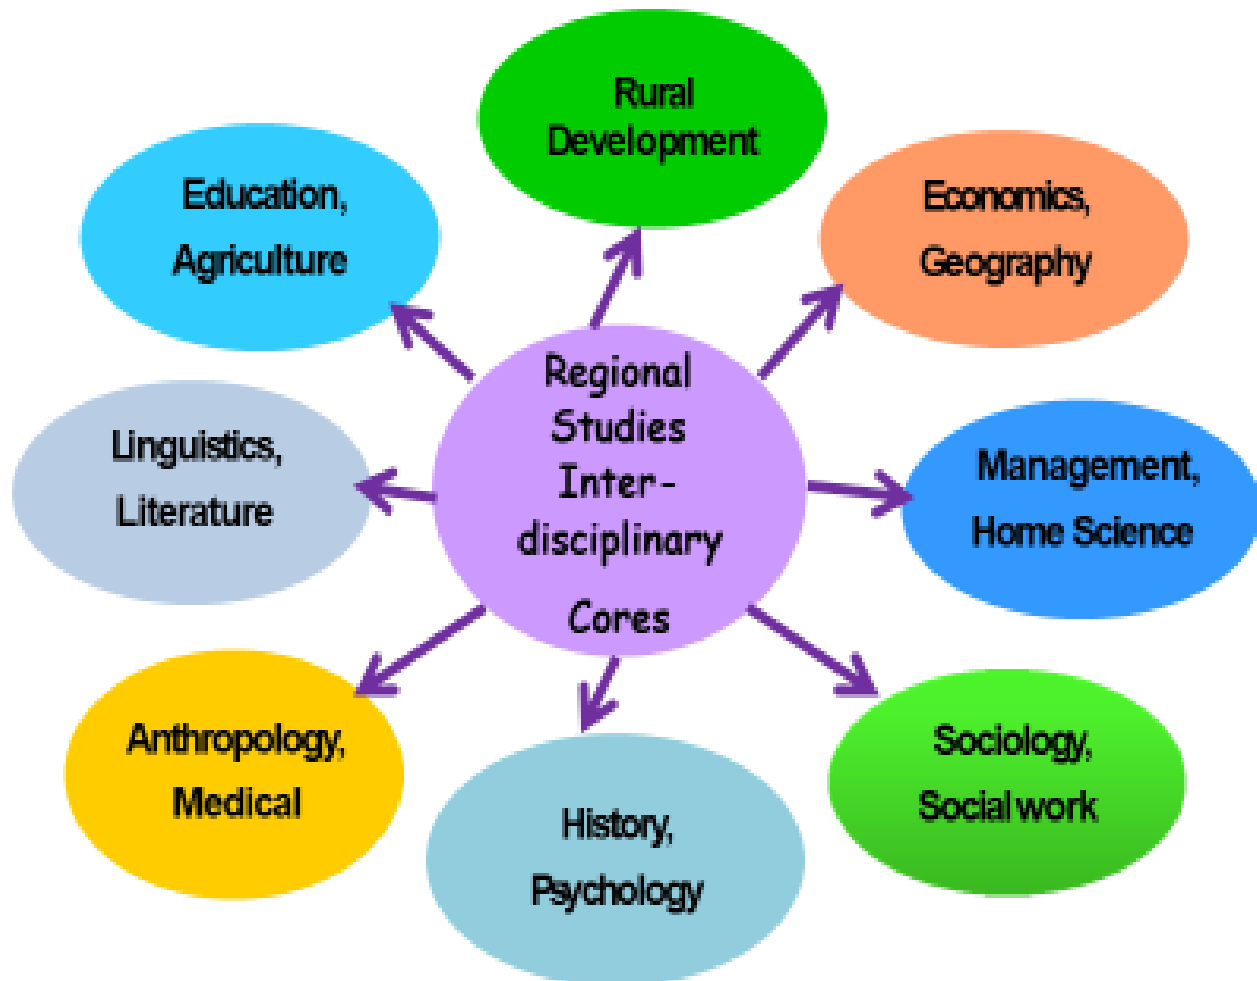 Rural
Development
Education,
Agriculture
Economics,
Geography
Regional
Studies
Inter-
disciplinary
Cores
Linguistics,
Literature
Management,
Home Science
Anthropology,
Medical
Sociology,
Social work
History,
Psychology